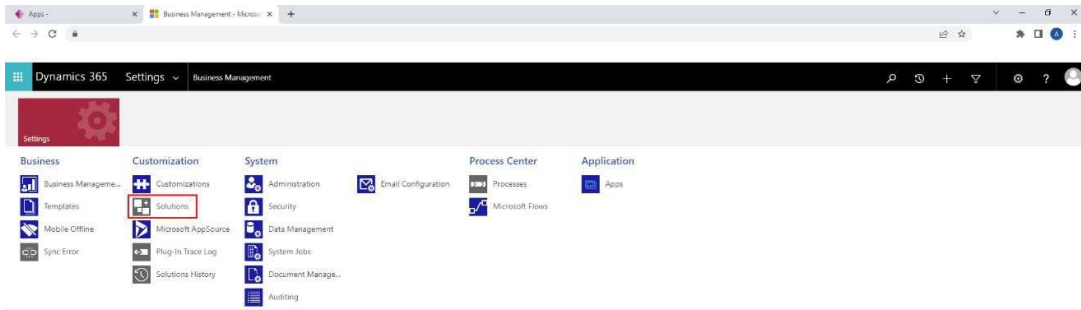 Apps -
Business Management - Microso
Dynamics 365 Settings Business Management
Settings
Business Customization System Process Center Application
Business Manageme... Customizations Administration Email Configuration Processes Apps
Templates Solutions Security Microsoft Flows
Mobile Offline Microsoft AppSource Data Management
Sync Error Plug-In Trace Log System Jobs
Solutions History Document Manage...
Auditing